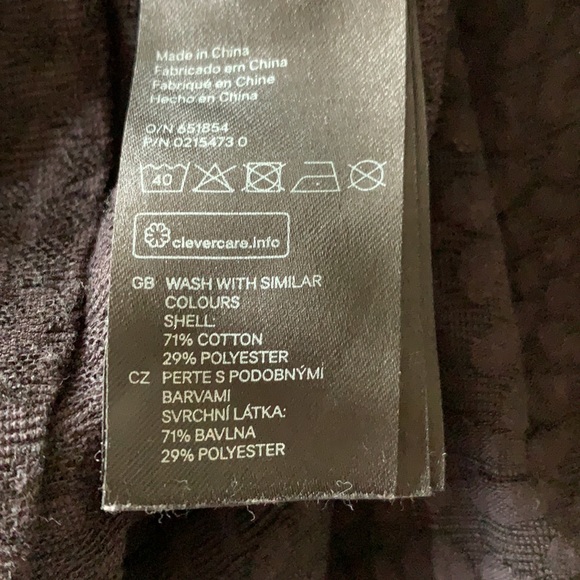 Made in China
Fabricado em China
Fabriqué en Chine
Hecho en China
O/N 651854
P/N 0215473 0
40
clevercare.info
GB WASH WITH SIMILAR
COLOURS
SHELL:
71% COTTON
29% POLYESTER
CZ PERTE S PODOBNÝMI
BARVAMI
SVRCHNÍ LÁTKA:
71% BAVLNA
29% POLYESTER